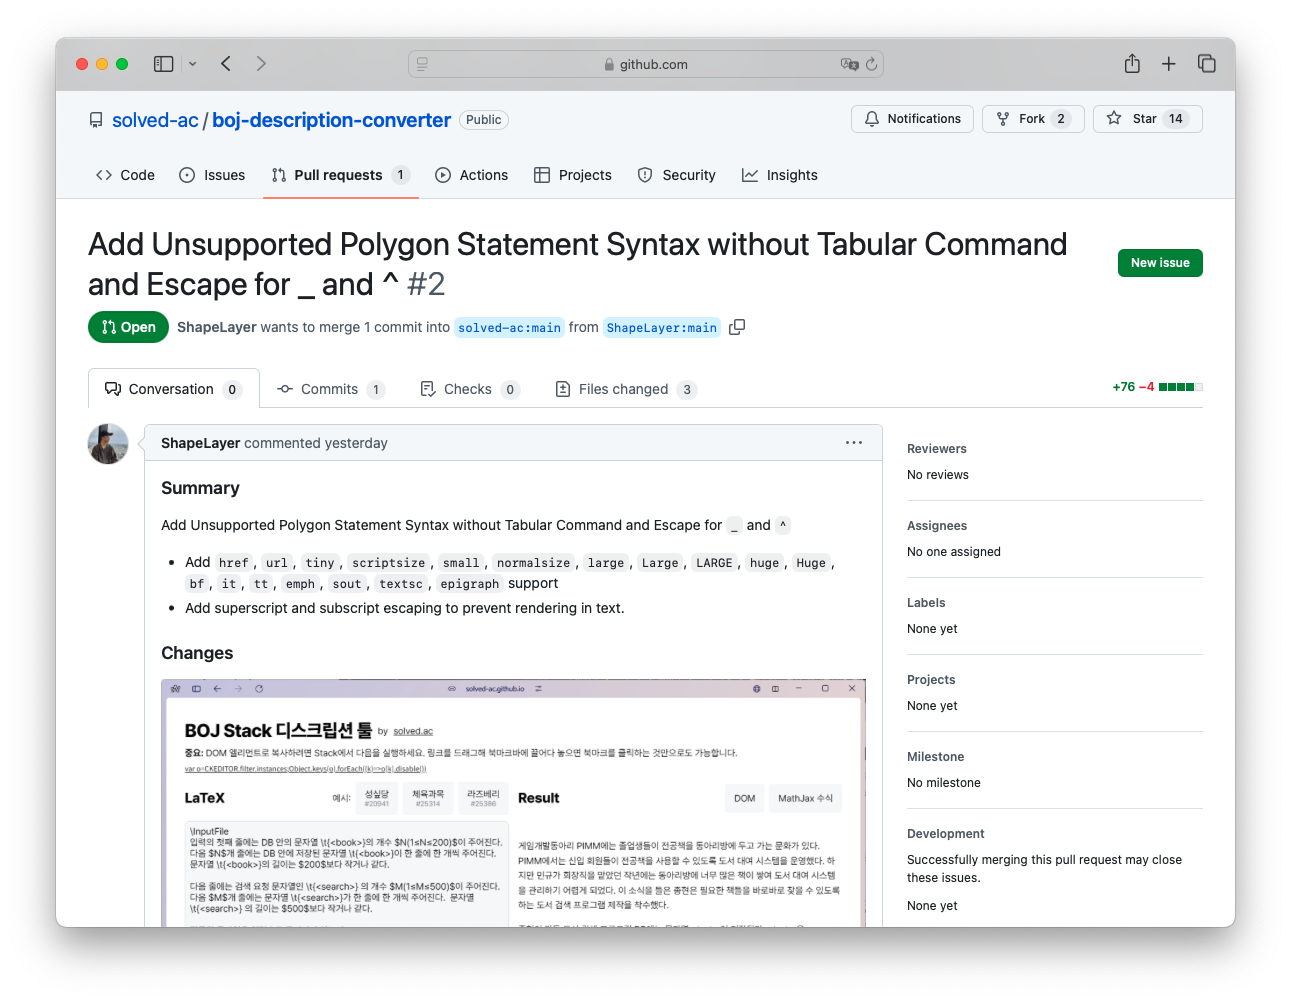 github.com
solved-ac / boj-description-converter Public
Notifications
Fork 2
Star 14
Code
Issues
Pull requests 1
Actions
Projects
Security
Insights
Add Unsupported Polygon Statement Syntax without Tabular Command
and Escape for _ and ^ #2
New issue
Open
ShapeLayer wants to merge 1 commit into solved-ac:main from ShapeLayer:main
Conversation 0
Commits 1
Checks 0
Files changed 3
+76 −4
ShapeLayer commented yesterday
Summary
Add Unsupported Polygon Statement Syntax without Tabular Command and Escape for _ and ^
• Add href, url, tiny, scriptsize, small, normalsize, large, Large, LARGE, huge, Huge,
bf, it, tt, emph, sout, textsc, epigraph support
• Add superscript and subscript escaping to prevent rendering in text.
Changes
solved-ac.github.io
BOJ Stack 디스크립션 툴 by solved.ac
중요: DOM 엘리먼트로 복사하려면 Stack에서 다음을 실행하세요. 링크를 드래그해 북마크바에 끌어다 놓으면 북마크를 클릭하는 것만으로도 가능합니다.
var o=CKEDITOR.filter.instances;Object.keys(o).forEach((k)=>o[k].disable())
LaTeX
예시:
성싶당
#20941
체육과목
#25314
라즈베리
#25386
Result
DOM
MathJax 수식
\InputFile
입력의 첫째 줄에는 DB 안의 문자열 \t{<book>}의 개수 $N(1≤N≤200)$이 주어진다.
다음 $N$개 줄에는 DB 안에 저장된 문자열 \t{<book>}이 한 줄에 한 개씩 주어진다.
문자열 \t{<book>}의 길이는 $200$보다 작거나 같다.
다음 줄에는 검색 요청 문자열인 \t{<search>} 의 개수 $M(1≤M≤500)$이 주어진다.
다음 $M$개 줄에는 문자열 \t{<search>}가 한 줄에 한 개씩 주어진다. 문자열
\t{<search>} 의 길이는 $500$보다 작거나 같다.
게임개발동아리 PIMM에는 졸업생들이 전공책을 동아리방에 두고 가는 문화가 있다.
PIMM에서는 신입 회원들이 전공책을 사용할 수 있도록 도서 대여 시스템을 운영했다. 하
지만 민규가 회장직을 맡았던 작년에는 동아리방에 너무 많은 책이 쌓여 도서 대여 시스템
을 관리하기 어렵게 되었다. 이 소식을 들은 종현은 필요한 책들을 바로바로 찾을 수 있도록
하는 도서 검색 프로그램 제작을 착수했다.
Reviewers
No reviews
Assignees
No one assigned
Labels
None yet
Projects
None yet
Milestone
No milestone
Development
Successfully merging this pull request may close
these issues.
None yet